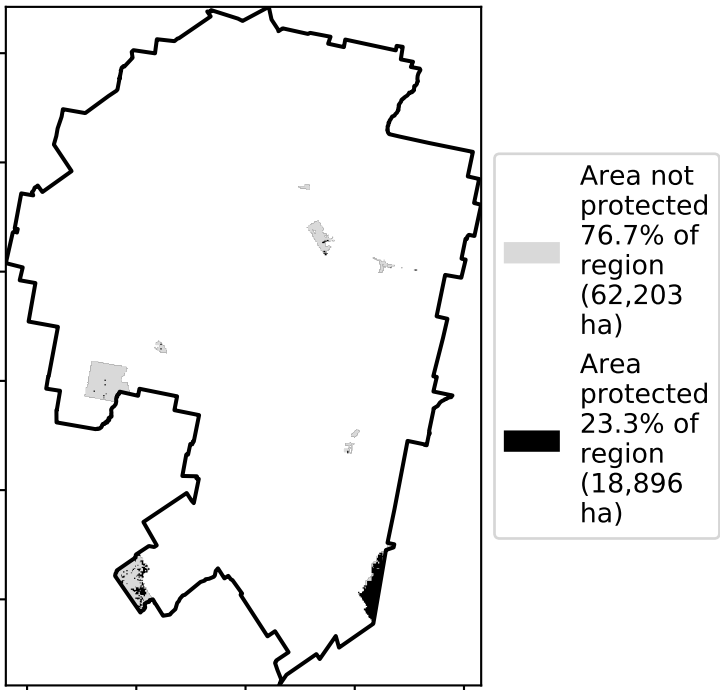 Area not
protected
76.7% of
region
(62,203
ha)
Area
protected
23.3% of
region
(18,896
ha)